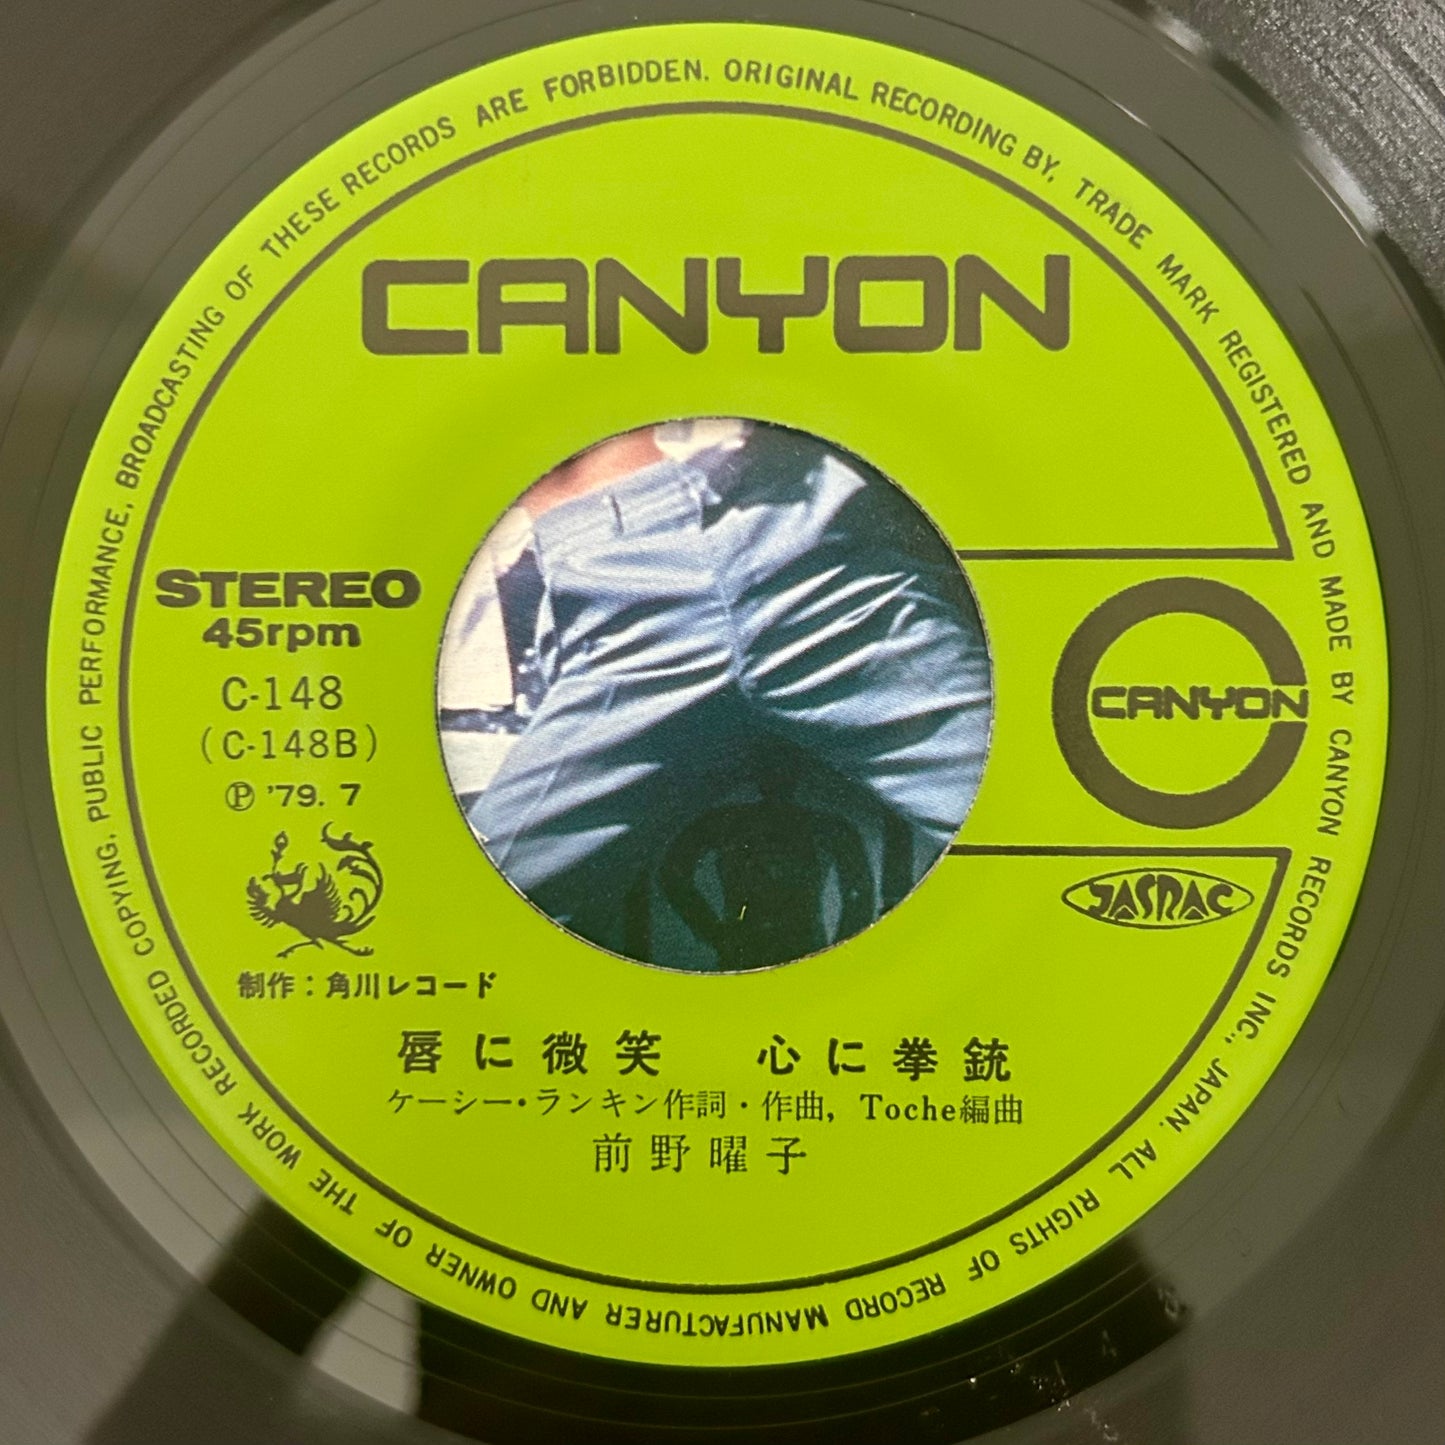 CANYON
STEREO
45rpm
C-148
(C-148B)
Ⓟ '79. 7
制作：角川レコード
CANYON
JASRAC
唇に微笑　心に拳銃
ケーシー・ランキン作詞・作曲, Toche編曲
前野曜子
ALL RIGHTS OF RECORD MANUFACTURER AND OWNER OF THE WORK RECORDED COPYING, PUBLIC PERFORMANCE, BROADCASTING OF THESE RECORDS ARE FORBIDDEN. ORIGINAL RECORDING BY, TRADE MARK REGISTERED AND MADE BY CANYON RECORDS INC., JAPAN.